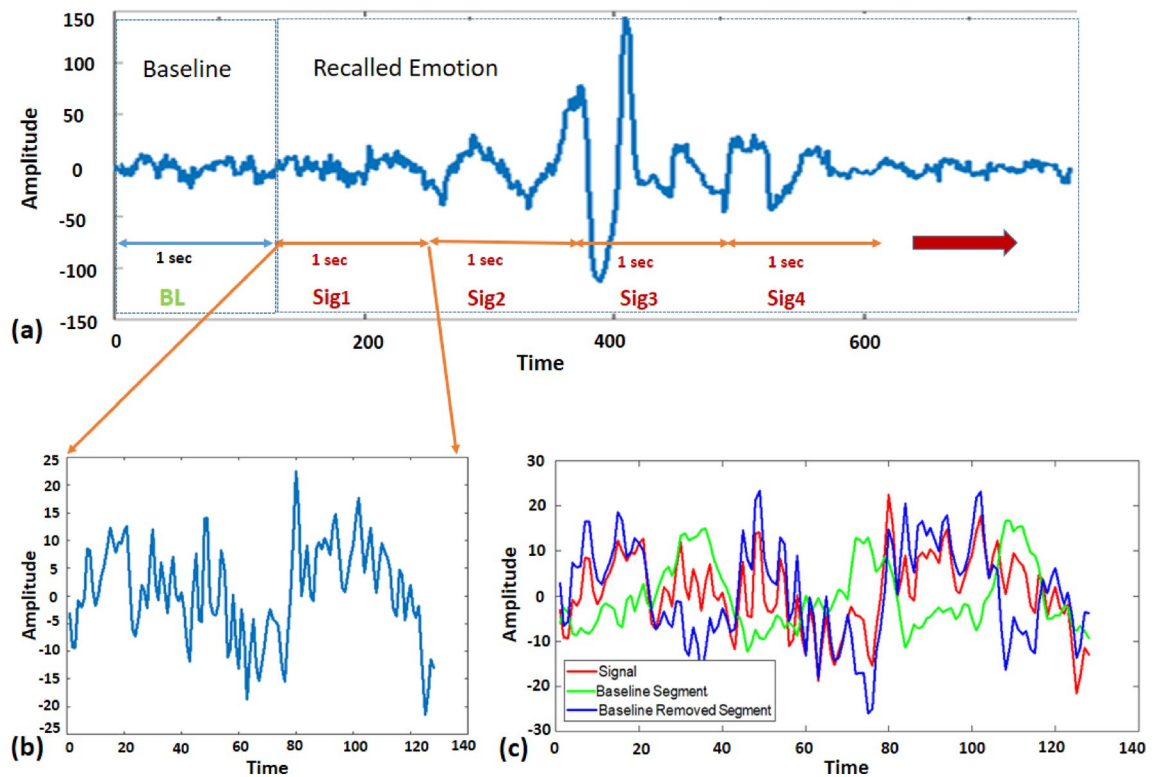 150
100
50
0
-50
-100
-150
Amplitude
Baseline
Recalled Emotion
1 sec
1 sec
1 sec
1 sec
1 sec
BL
Sig1
Sig2
Sig3
Sig4
(a)
0
200
400
600
Time
25
20
15
10
5
0
-5
-10
-15
-20
-25
Amplitude
0
20
40
60
80
100
120
140
Time
(b)
30
20
10
0
-10
-20
-30
Amplitude
Signal
Baseline Segment
Baseline Removed Segment
0
20
40
60
80
100
120
140
Time
(c)